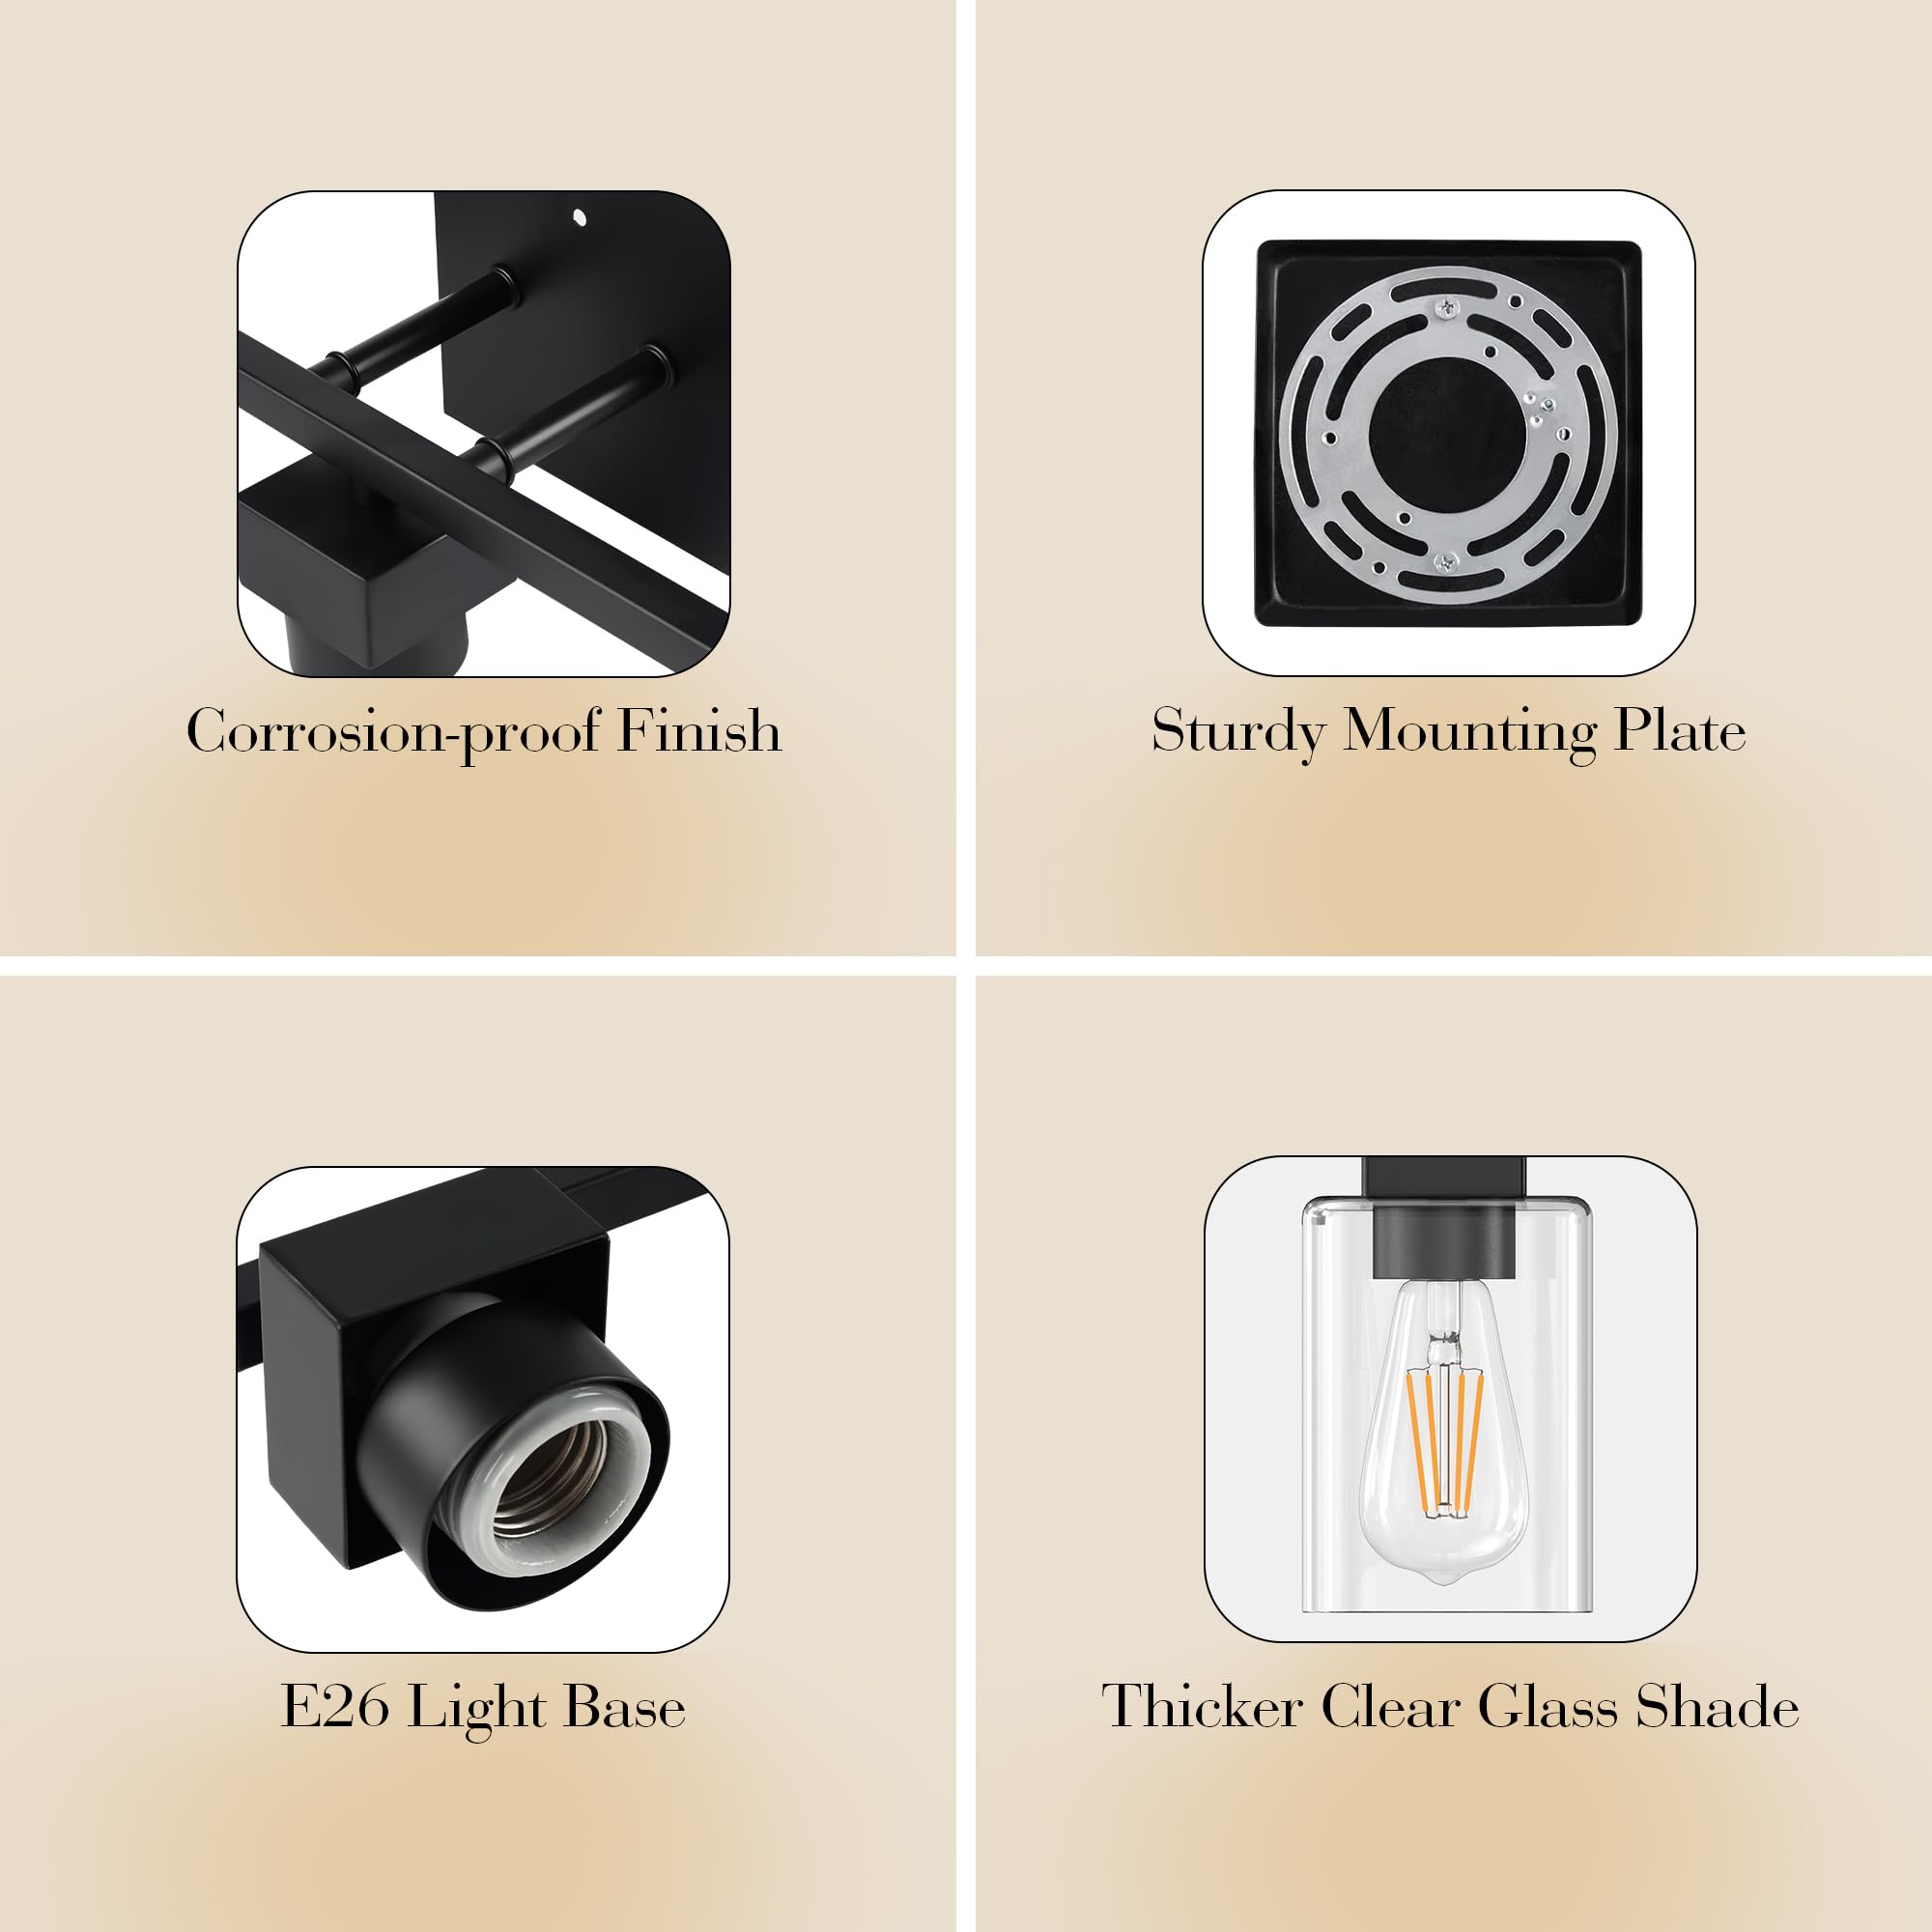 Corrosion-proof Finish
Sturdy Mounting Plate
E26 Light Base
Thicker Clear Glass Shade